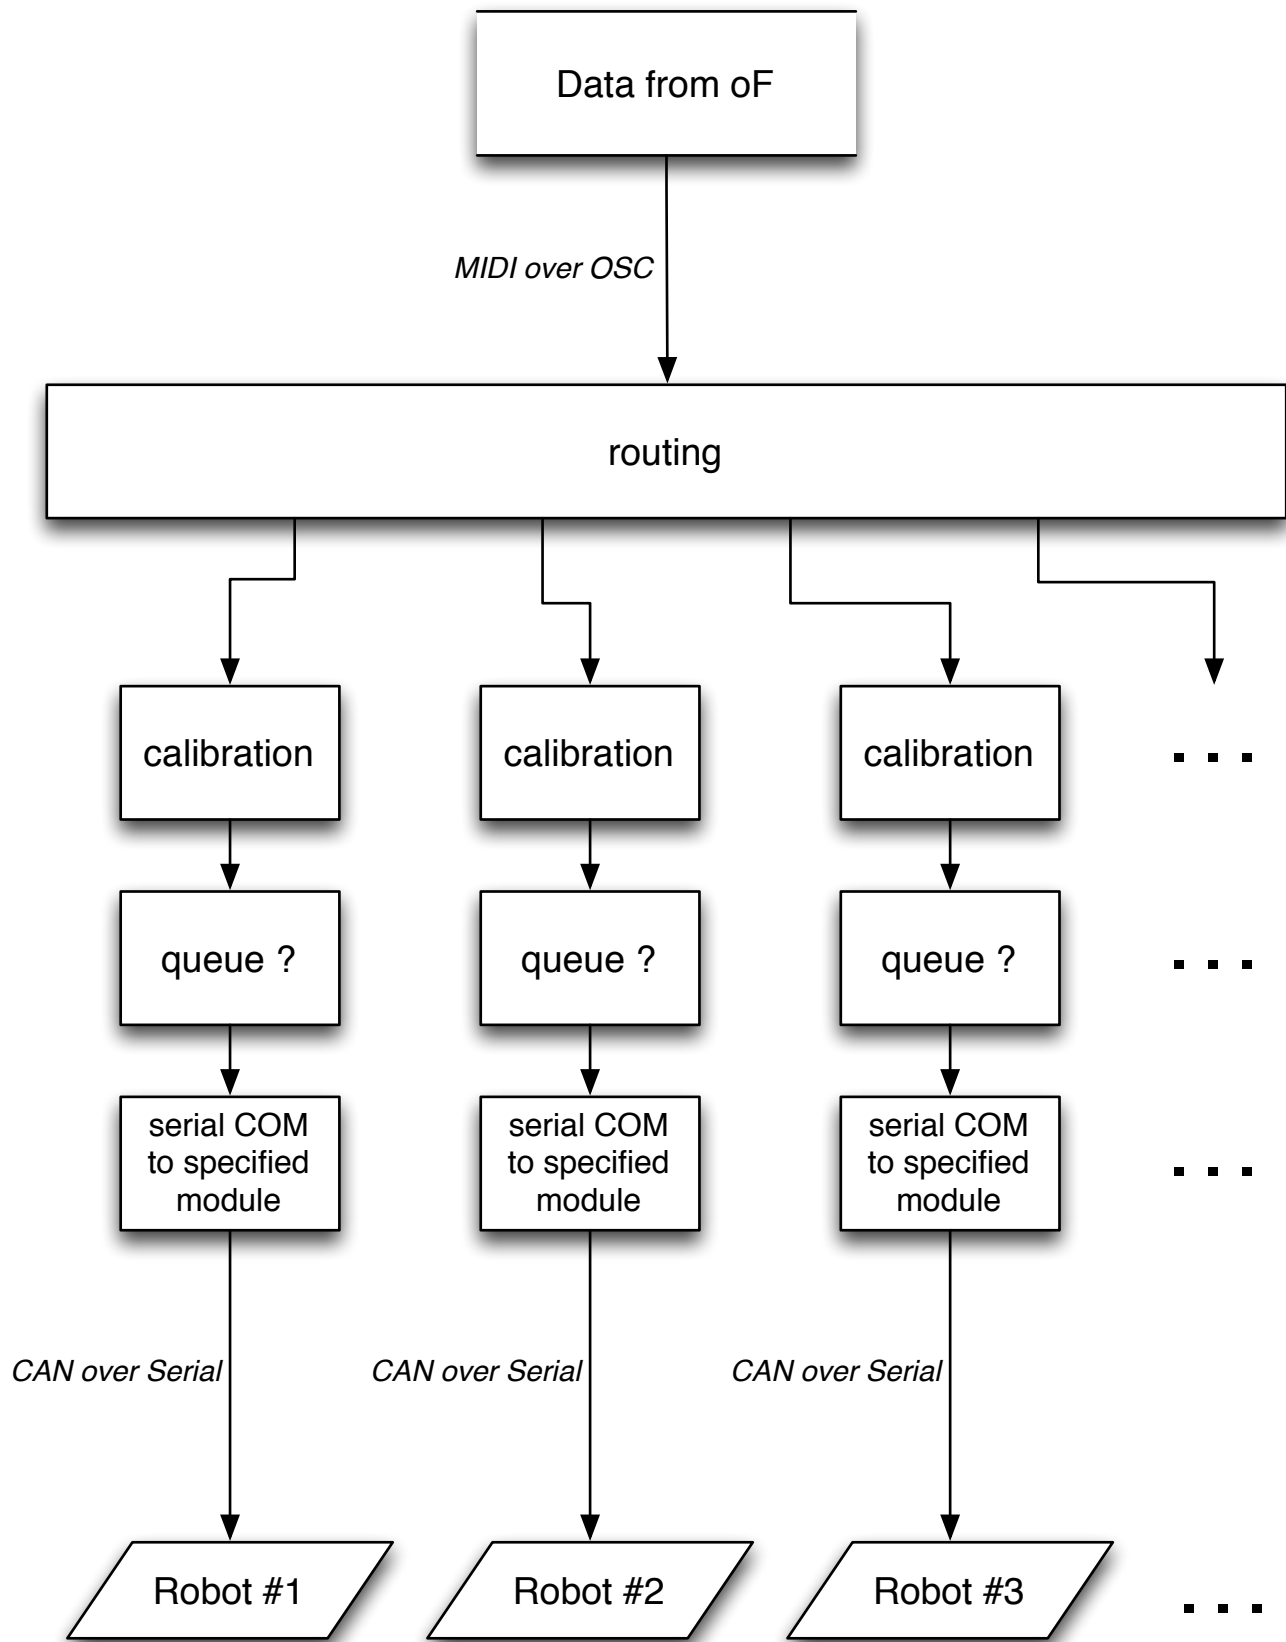 Data from oF
MIDI over OSC
routing
calibration
calibration
calibration
. . .
queue ?
queue ?
queue ?
. . .
serial COM
to specified
module
serial COM
to specified
module
serial COM
to specified
module
. . .
CAN over Serial
CAN over Serial
CAN over Serial
Robot #1
Robot #2
Robot #3
. . .